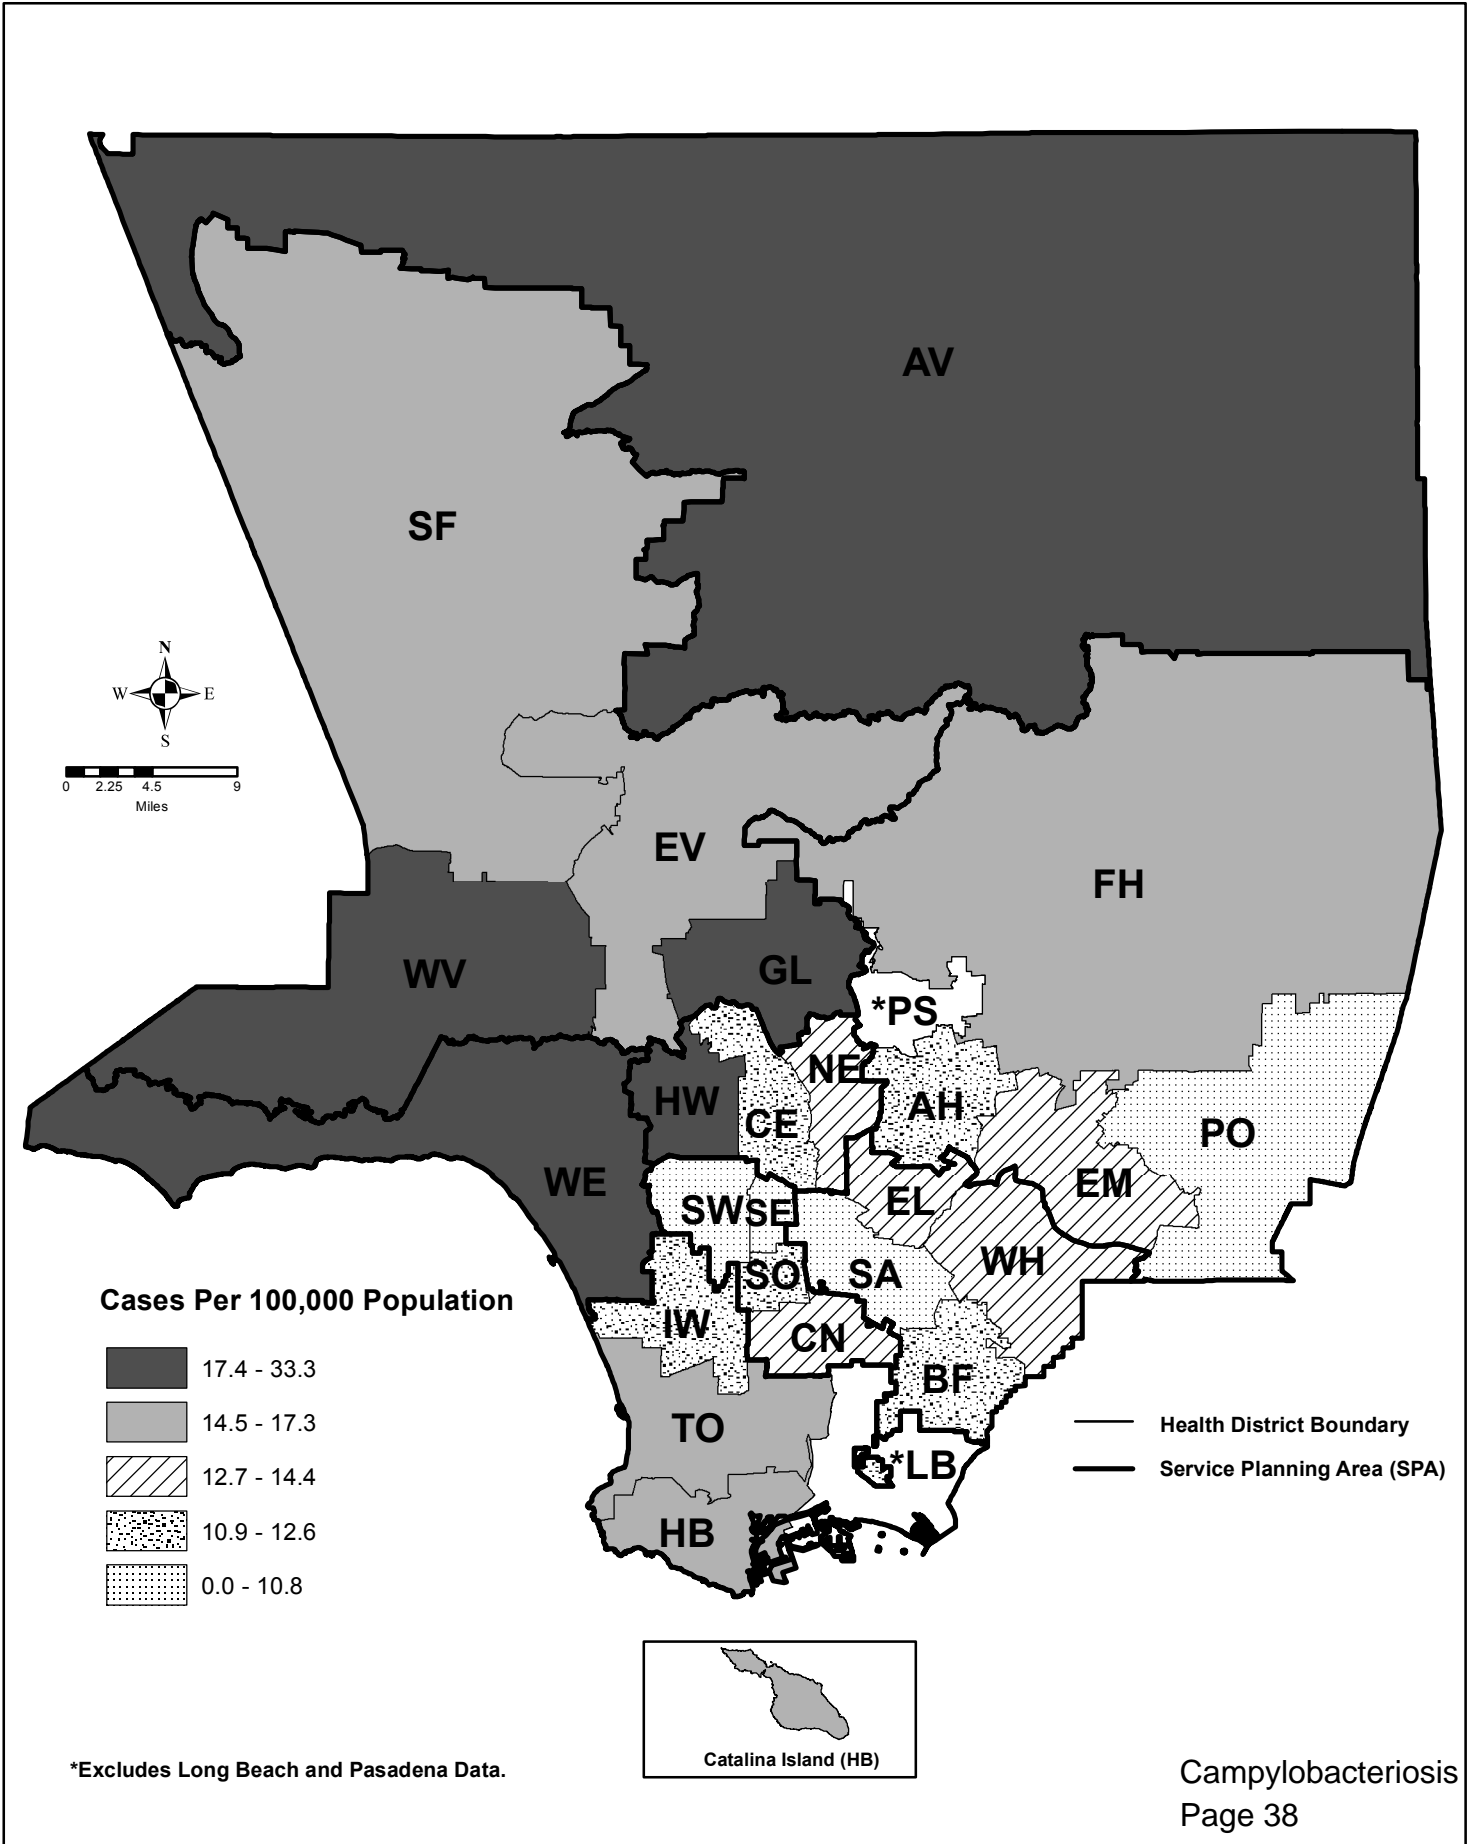 AV
SF
N
W E
S
0 2.25 4.5 9
Miles
EV
FH
WV
GL
*PS
NE
HW
AH
CE
PO
WE
EM
EL
SW
SE
WH
SO
SA
Cases Per 100,000 Population
IW
CN
17.4 - 33.3
BF
14.5 - 17.3
TO
Health District Boundary
*LB
Service Planning Area (SPA)
12.7 - 14.4
10.9 - 12.6
HB
0.0 - 10.8
Catalina Island (HB)
*Excludes Long Beach and Pasadena Data.
Campylobacteriosis
Page 38